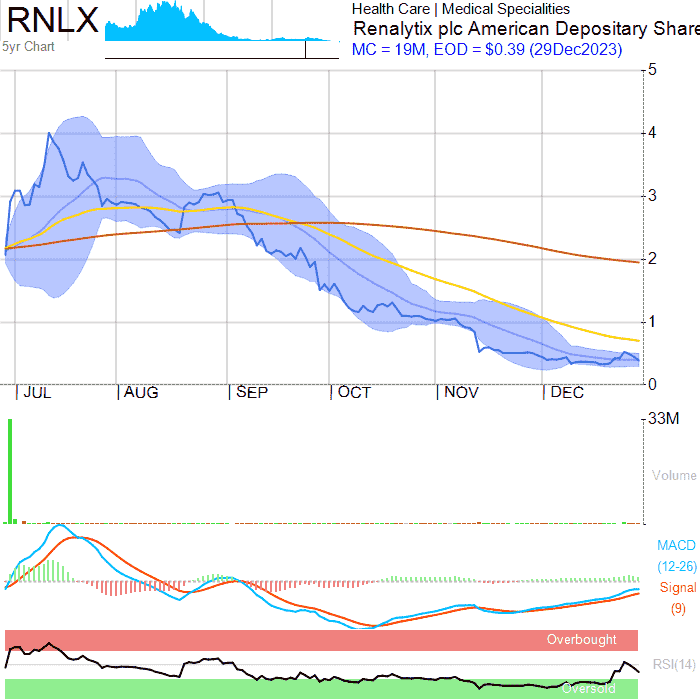 RNLX
5yr Chart
Health Care | Medical Specialities
Renalytix plc American Depositary Share
MC = 19M, EOD = $0.39 (29Dec2023)
5
4
3
2
1
0
JUL
AUG
SEP
OCT
NOV
DEC
33M
Volume
MACD
(12-26)
Signal
(9)
Overbought
RSI(14)
Oversold